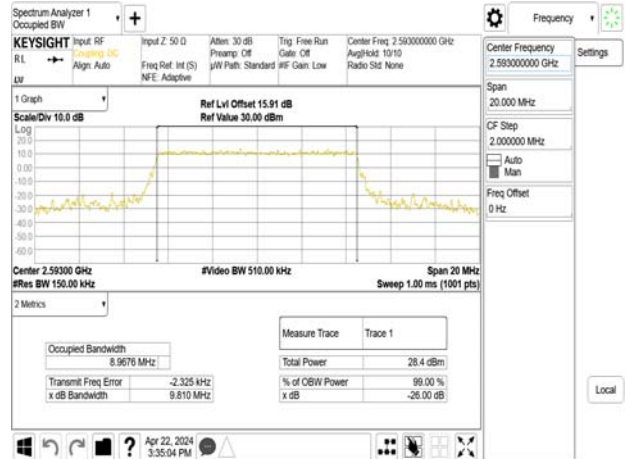 Spectrum Analyzer 1
Occupied BW
+
Frequency
KEYSIGHT
R L
Input: RF
Coupling: DC
Align: Auto
Input Z: 50 Ω
Freq Ref: Int (S)
NFE: Adaptive
Atten: 30 dB
Preamp: Off
µW Path: Standard
Trig: Free Run
Gate: Off
#IF Gain: Low
Center Freq: 2.593000000 GHz
Avg|Hold: 10/10
Radio Std: None
Center Frequency
2.593000000 GHz
Settings
Span
20.000 MHz
CF Step
2.000000 MHz
Auto
Man
Freq Offset
0 Hz
Local
1 Graph
Scale/Div 10.0 dB
Ref Lvl Offset 15.91 dB
Ref Value 30.00 dBm
Log
20.0
10.0
0.00
-10.0
-20.0
-30.0
-40.0
-50.0
-60.0
Center 2.59300 GHz
#Video BW 510.00 kHz
Span 20 MHz
#Res BW 150.00 kHz
Sweep 1.00 ms (1001 pts)
2 Metrics
Measure Trace
Trace 1
Occupied Bandwidth
8.9676 MHz
Total Power
28.4 dBm
Transmit Freq Error
-2.325 kHz
% of OBW Power
99.00 %
x dB Bandwidth
9.810 MHz
x dB
-26.00 dB
?
Apr 22, 2024
3:35:04 PM